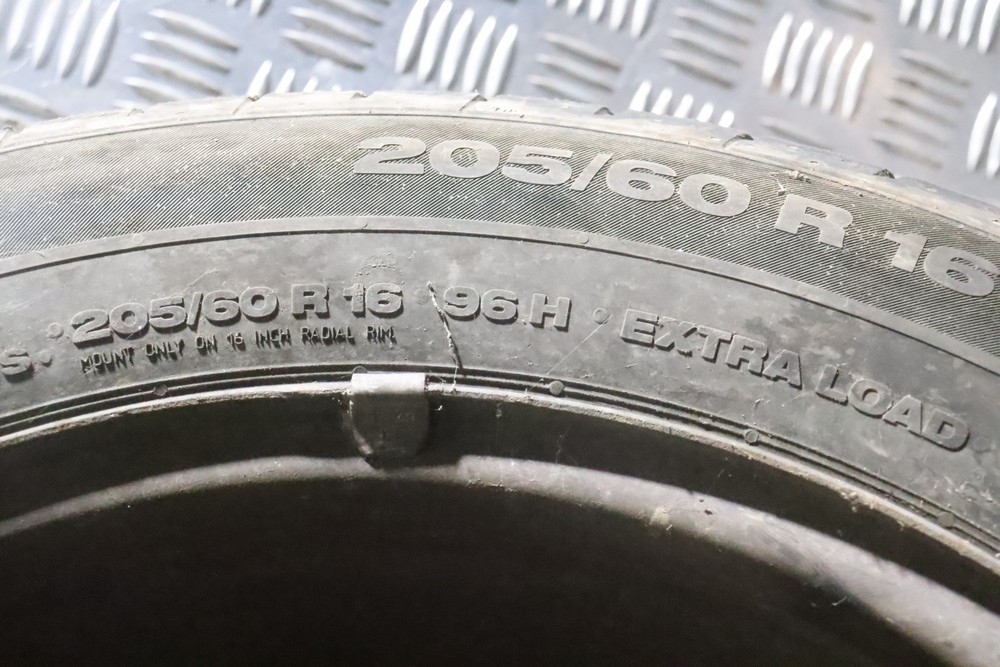 205/60 R 16
S. 205/60 R 16 96 H EXTRA LOAD
MOUNT ONLY ON 16 INCH RADIAL RIM